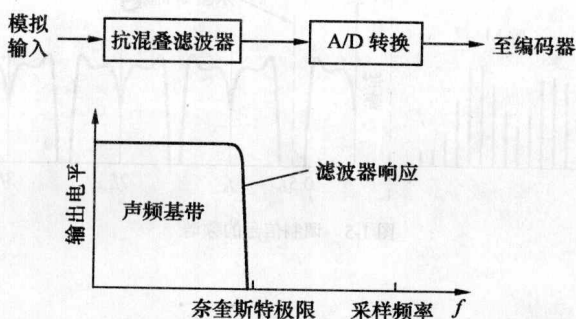 模拟
输入
抗混叠滤波器
A/D 转换
至编码器
输出电平
滤波器响应
声频基带
奈奎斯特极限
采样频率
f